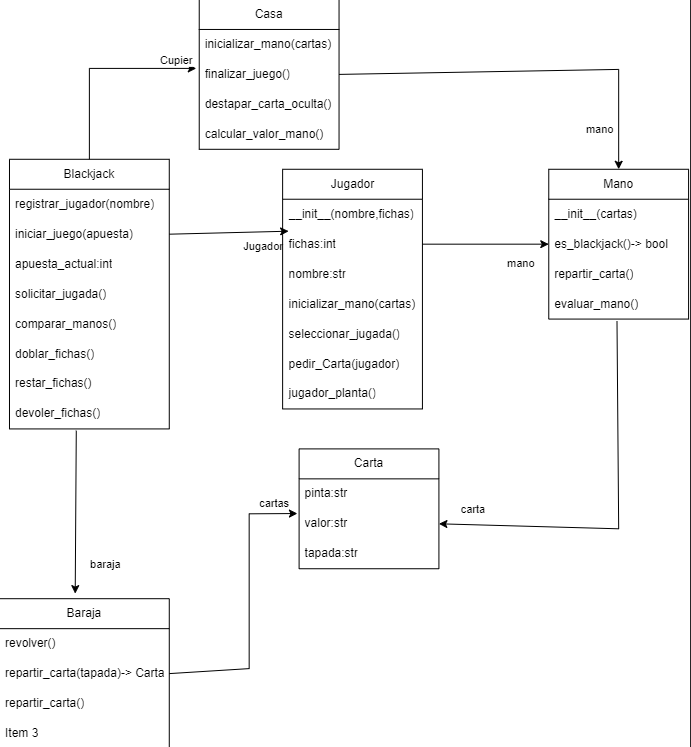 Casa
inicializar_mano(cartas)
finalizar_juego()
destapar_carta_oculta()
calcular_valor_mano()
Cupier
mano
Blackjack
registrar_jugador(nombre)
iniciar_juego(apuesta)
apuesta_actual:int
solicitar_jugada()
comparar_manos()
doblar_fichas()
restar_fichas()
devoler_fichas()
Jugador
Jugador
__init__(nombre,fichas)
fichas:int
nombre:str
inicializar_mano(cartas)
seleccionar_jugada()
pedir_Carta(jugador)
jugador_planta()
mano
Mano
__init__(cartas)
es_blackjack()-> bool
repartir_carta()
evaluar_mano()
Carta
pinta:str
valor:str
tapada:str
cartas
carta
baraja
Baraja
revolver()
repartir_carta(tapada)-> Carta
repartir_carta()
Item 3